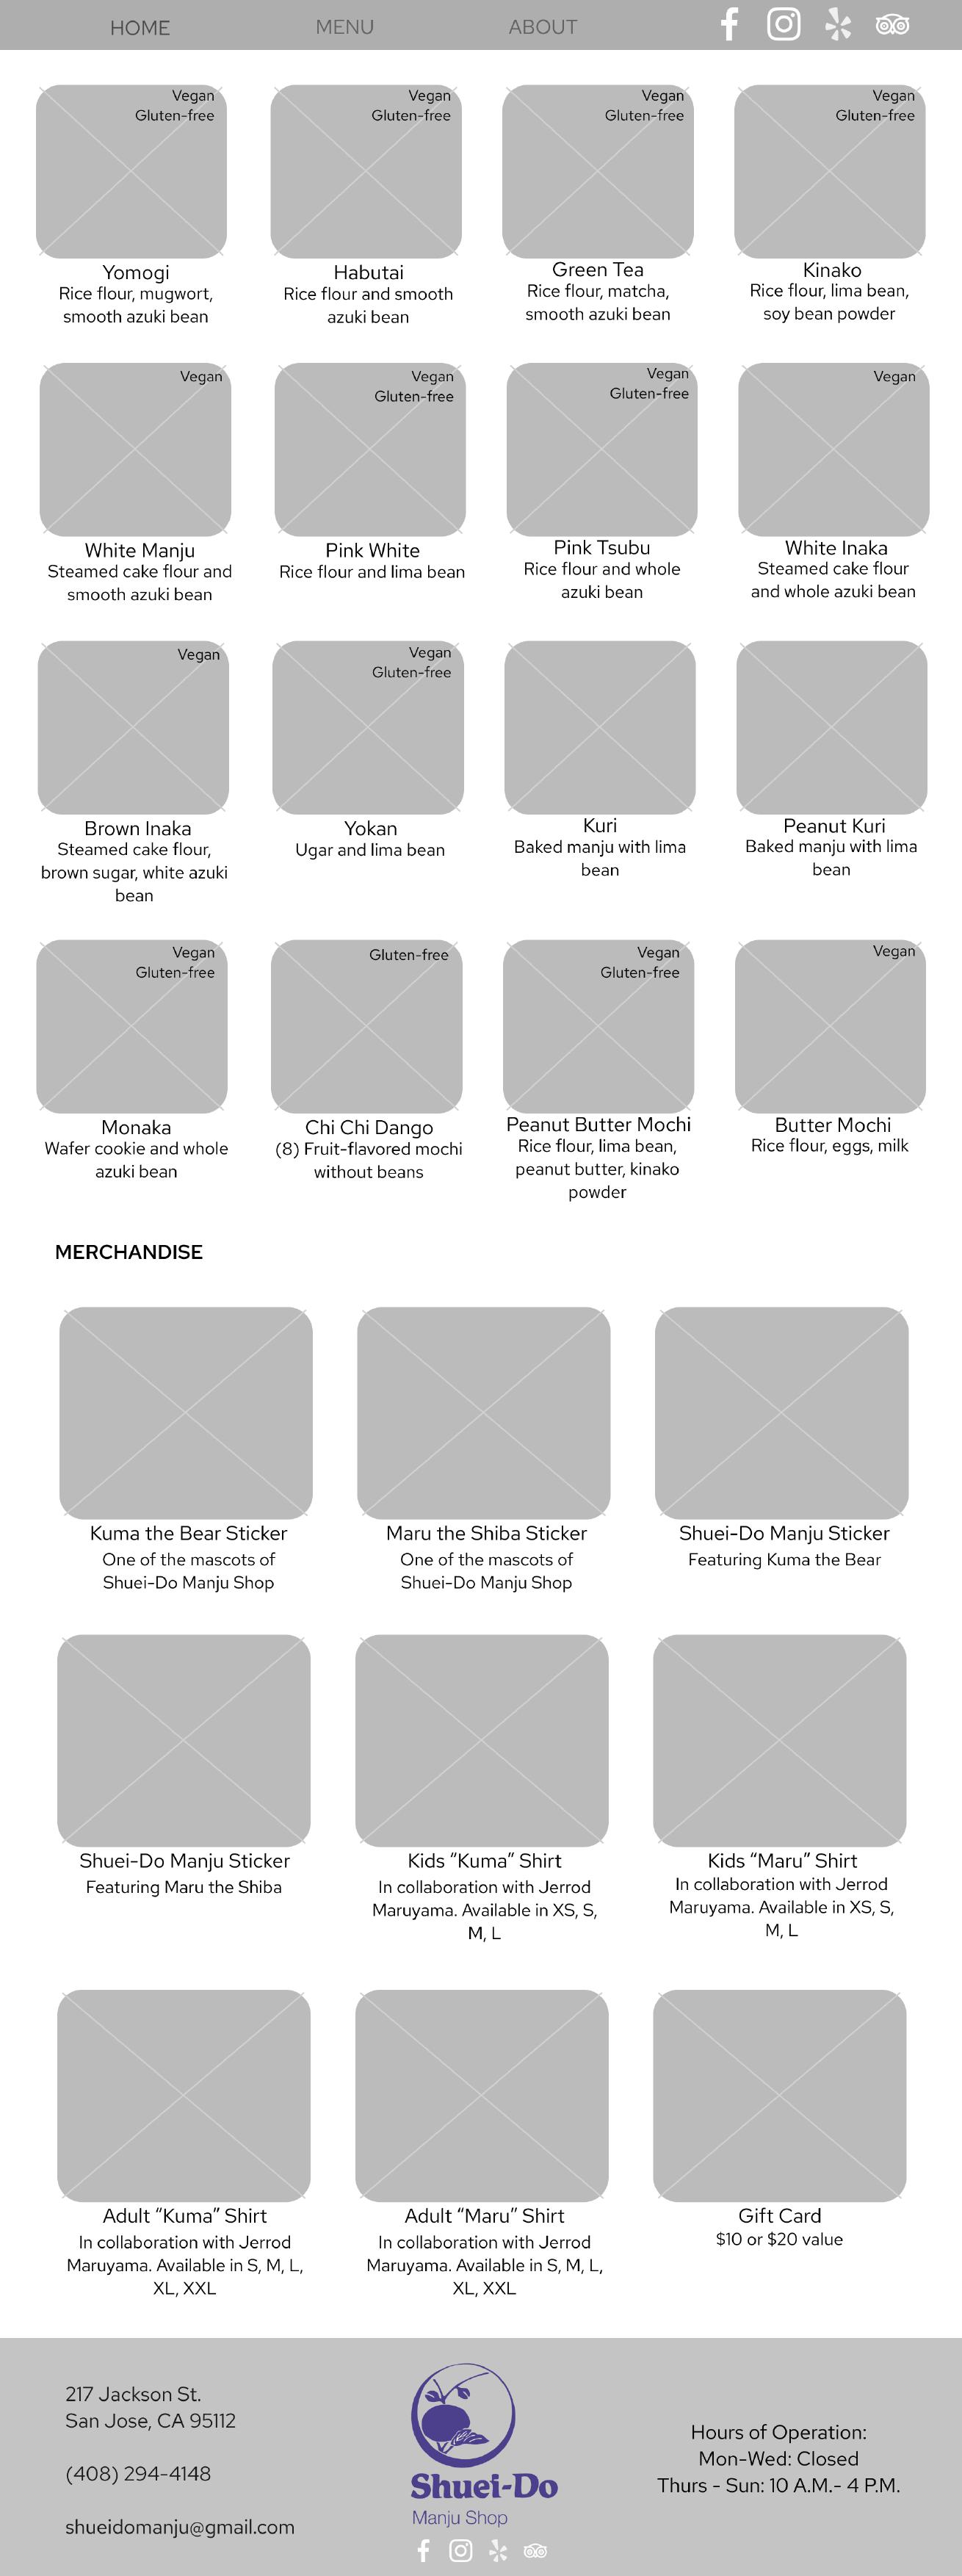 HOME
MENU
ABOUT
Vegan
Gluten-free
Yomogi
Rice flour, mugwort,
smooth azuki bean
Vegan
Gluten-free
Habutai
Rice flour and smooth
azuki bean
Vegan
Gluten-free
Green Tea
Rice flour, matcha,
smooth azuki bean
Vegan
Gluten-free
Kinako
Rice flour, lima bean,
soy bean powder
Vegan
White Manju
Steamed cake flour and
smooth azuki bean
Vegan
Gluten-free
Pink White
Rice flour and lima bean
Vegan
Gluten-free
Pink Tsubu
Rice flour and whole
azuki bean
Vegan
White Inaka
Steamed cake flour
and whole azuki bean
Vegan
Brown Inaka
Steamed cake flour,
brown sugar, white azuki
bean
Vegan
Gluten-free
Yokan
Ugar and lima bean
Kuri
Baked manju with lima
bean
Peanut Kuri
Baked manju with lima
bean
Vegan
Gluten-free
Monaka
Wafer cookie and whole
azuki bean
Gluten-free
Chi Chi Dango
(8) Fruit-flavored mochi
without beans
Vegan
Gluten-free
Peanut Butter Mochi
Rice flour, lima bean,
peanut butter, kinako
powder
Vegan
Butter Mochi
Rice flour, eggs, milk
MERCHANDISE
Kuma the Bear Sticker
One of the mascots of
Shuei-Do Manju Shop
Maru the Shiba Sticker
One of the mascots of
Shuei-Do Manju Shop
Shuei-Do Manju Sticker
Featuring Kuma the Bear
Shuei-Do Manju Sticker
Featuring Maru the Shiba
Kids “Kuma” Shirt
In collaboration with Jerrod
Maruyama. Available in XS, S,
M, L
Kids “Maru” Shirt
In collaboration with Jerrod
Maruyama. Available in XS, S,
M, L
Adult “Kuma” Shirt
In collaboration with Jerrod
Maruyama. Available in S, M, L,
XL, XXL
Adult “Maru” Shirt
In collaboration with Jerrod
Maruyama. Available in S, M, L,
XL, XXL
Gift Card
$10 or $20 value
217 Jackson St.
San Jose, CA 95112
(408) 294-4148
shueidomanju@gmail.com
Shuei-Do
Manju Shop
Hours of Operation:
Mon-Wed: Closed
Thurs - Sun: 10 A.M.- 4 P.M.